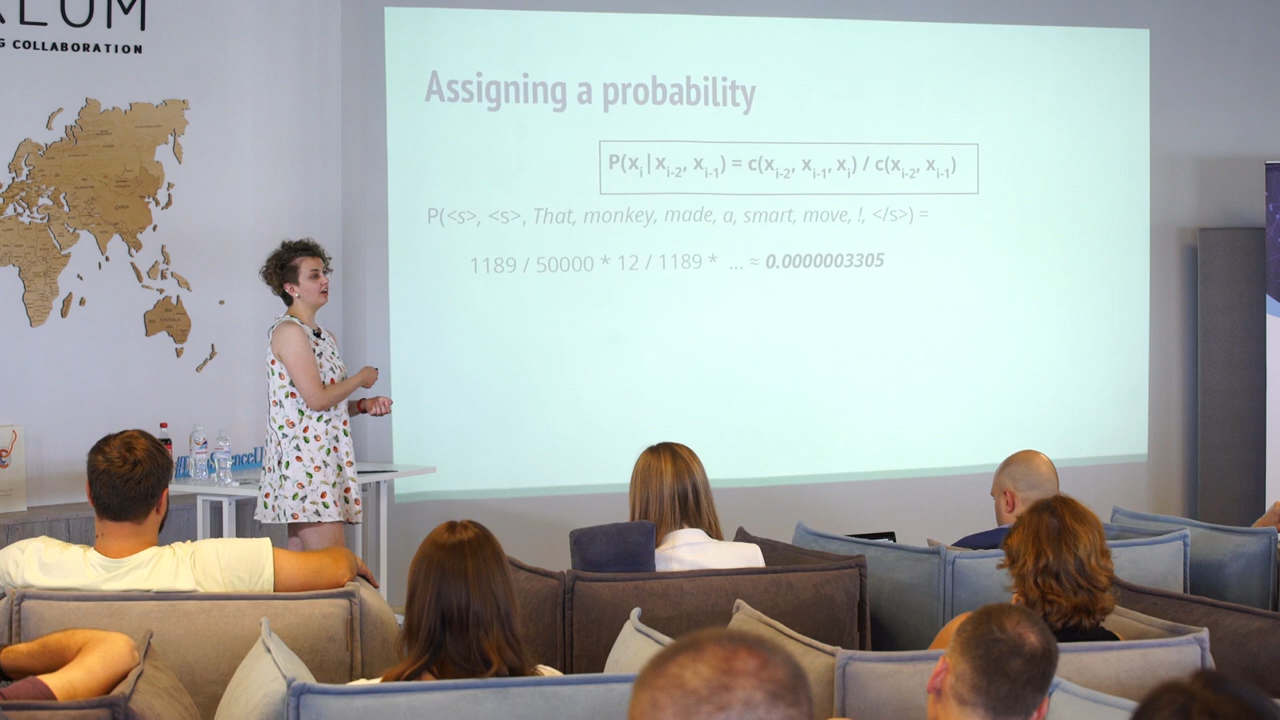 COLLABORATION
Assigning a probability
P(xᵢ|xᵢ₋₂, xᵢ₋₁) = c(xᵢ₋₂, xᵢ₋₁, xᵢ) / c(xᵢ₋₂, xᵢ₋₁)
P(<s>, <s>, That, monkey, made, a, smart, move, !, </s>) =
1189 / 50000 * 12 / 1189 * ... ≈ 0.0000003305